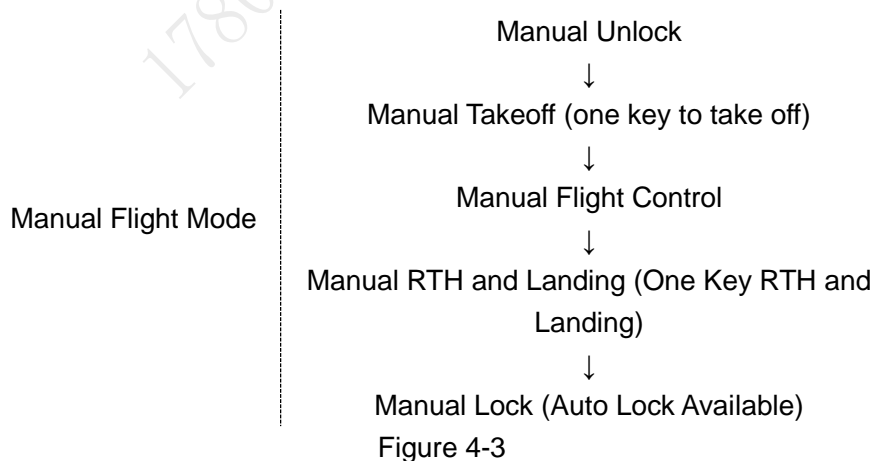 Manual Unlock
↓
Manual Takeoff (one key to take off)
↓
Manual Flight Control
Manual Flight Mode
↓
Manual RTH and Landing (One Key RTH and
Landing)
↓
Manual Lock (Auto Lock Available)
Figure 4-3